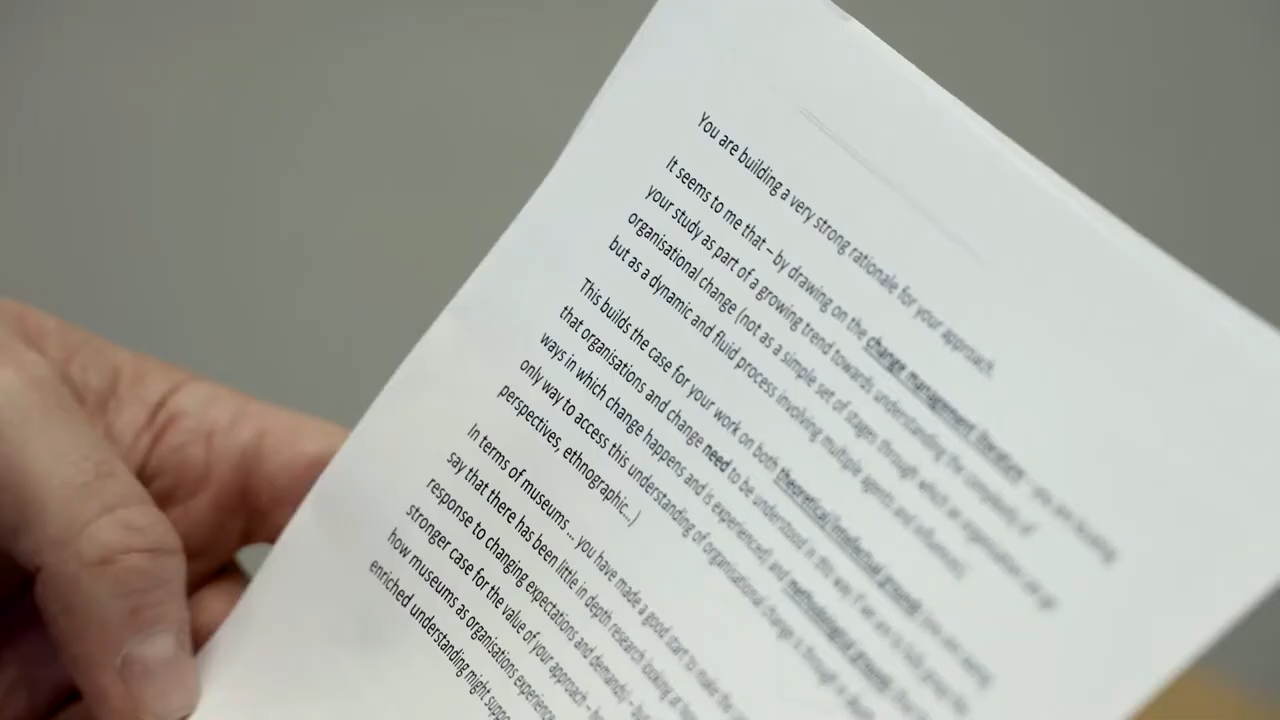 You are building a very strong rationale for your approach.
It seems to me that – by drawing on the change management literature – you are
your study as part of a growing trend towards understanding the complexity of
organisational change (not as a simple set of stages through which an organisation can go
but as a dynamic and fluid process involving multiple agents and influences)
This builds the case for your work on both theoretical/intellectual grounds
that organisations and change need to be understood in this way if we are to
ways in which change happens and is experienced) and methodological grounds
only way to access this understanding of organisational change is through
perspectives, ethnographic...)
In terms of museums ... you have made a good start to make the
say that there has been little in depth research looking at
response to changing expectations and demands) –
stronger case for the value of your approach –
how museums as organisations experience
enriched understanding might